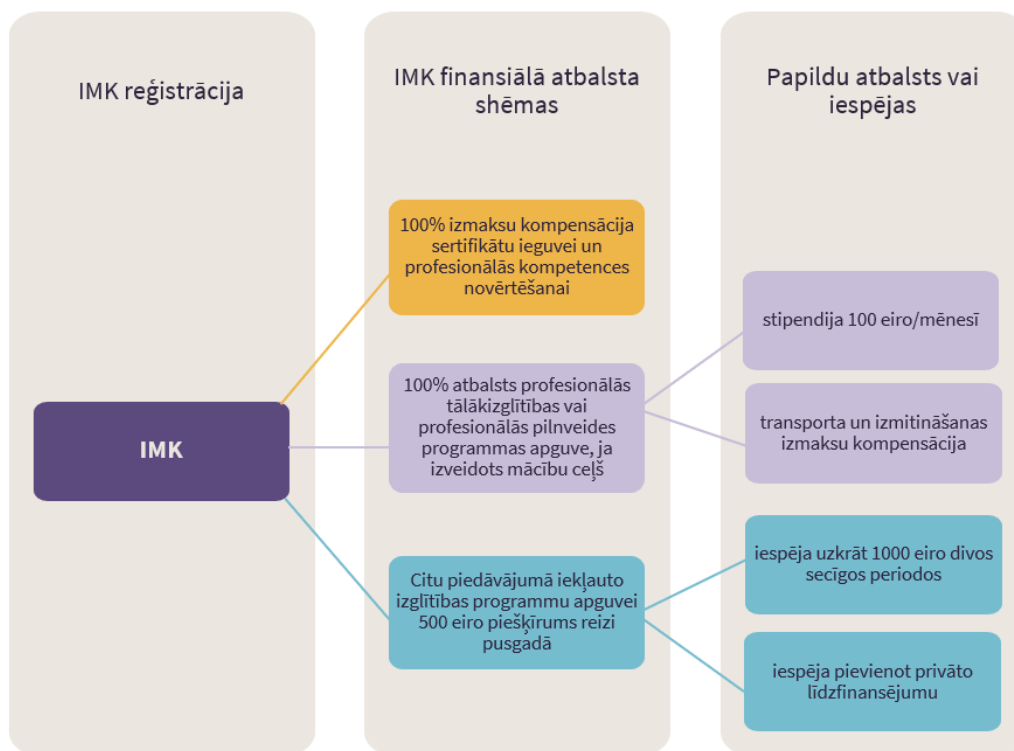 IMK reģistrācija
IMK finansiālā atbalsta
shēmas
Papildu atbalsts vai
iespējas
IMK
100% izmaksu kompensācija
sertifikātu ieguvei un
profesionālās kompetences
novērtēšanai
100% atbalsts profesionālās
tālākizglītības vai
profesionālās pilnveides
programmas apguve, ja
izveidots mācību ceļš
Citu piedāvājumā iekļauto
izglītības programmu apguvei
500 eiro piešķīrums reizi
pusgadā
stipendija 100 eiro/mēnesī
transporta un izmitināšanas
izmaksu kompensācija
iespēja uzkrāt 1000 eiro divos
secīgos periodos
iespēja pievienot privāto
līdzfinansējumu